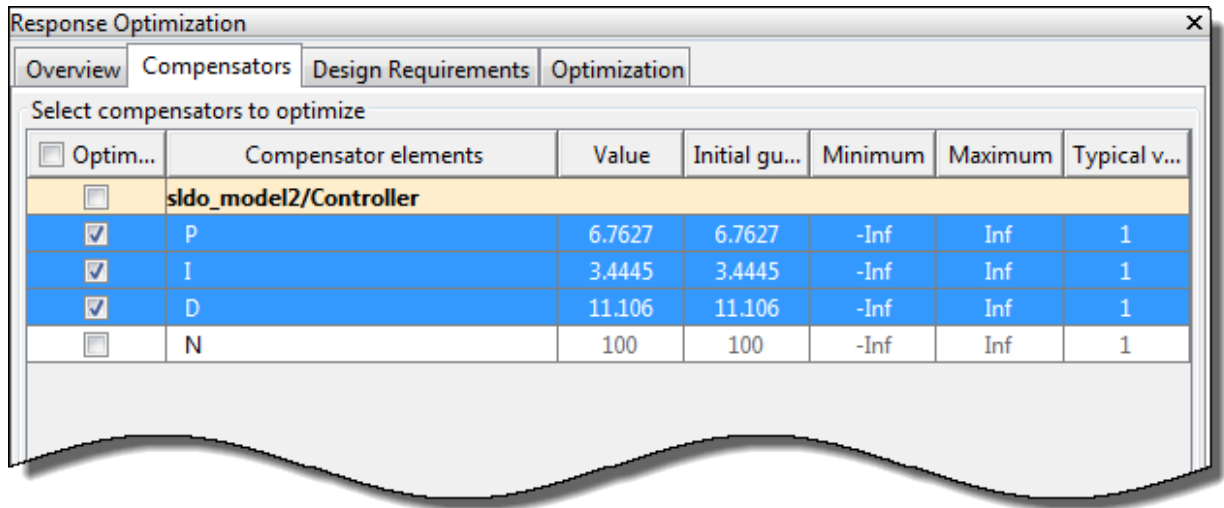 Response Optimization
Overview Compensators Design Requirements Optimization
Select compensators to optimize
Optim... Compensator elements Value Initial gu... Minimum Maximum Typical v...
sldo_model2/Controller
P 6.7627 6.7627 -Inf Inf 1
I 3.4445 3.4445 -Inf Inf 1
D 11.106 11.106 -Inf Inf 1
N 100 100 -Inf Inf 1